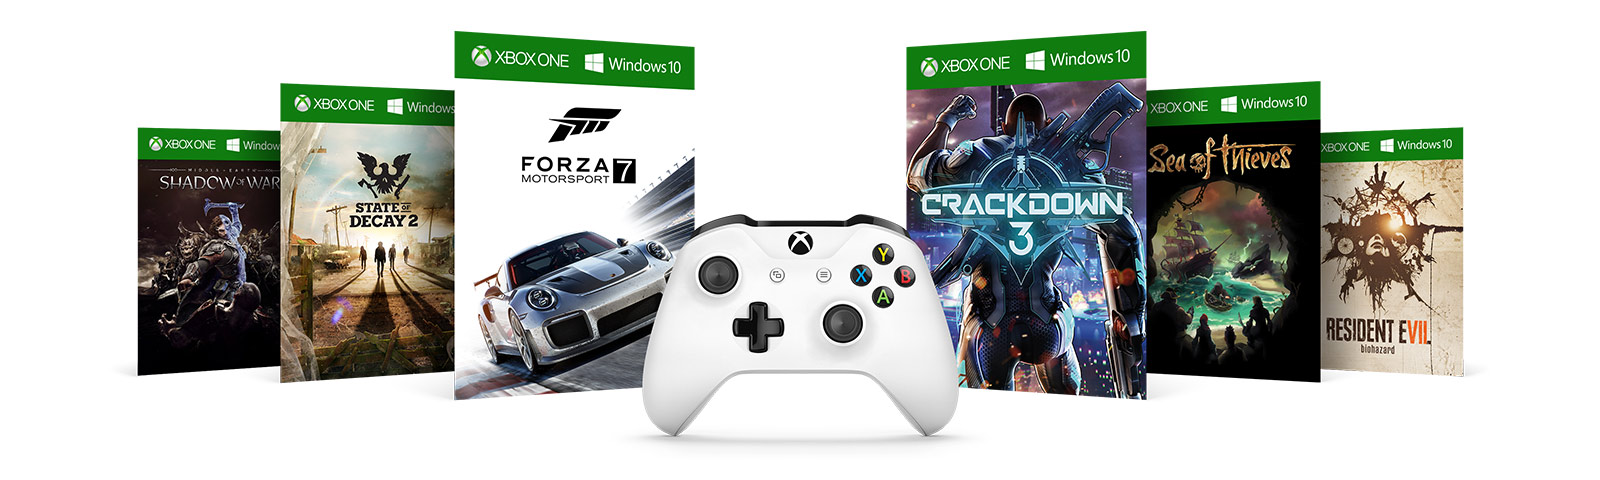 XBOX ONE Window
MIDDLE-EARTH
SHADOW OF WAR
XBOX ONE Windows
STATE OF
DECAY 2
XBOX ONE Windows 10
FORZA
MOTORSPORT 7
XBOX ONE Windows 10
CRACKDOWN
3
XBOX ONE Windows 10
Sea of Thieves
XBOX ONE Windows 10
RESIDENT EVIL
biohazard
Y
X B
A